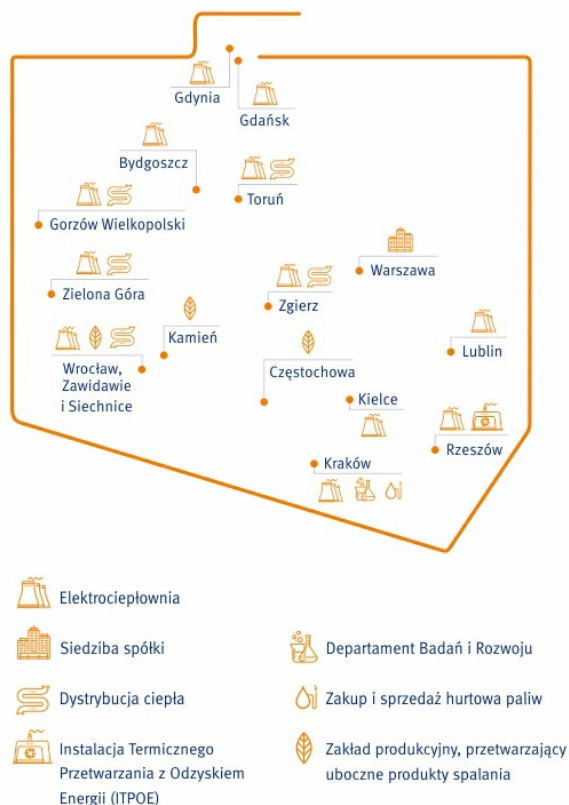 Gdynia
Gdańsk
Bydgoszcz
Toruń
Gorzów Wielkopolski
Warszawa
Zielona Góra
Zgierz
Kamień
Lublin
Wrocław,
Zawidawie
i Siechnice
Częstochowa
Kielce
Rzeszów
Kraków
Elektrociepłownia
Siedziba spółki
Dystrybucja ciepła
Instalacja Termicznego
Przetwarzania z Odzyskiem
Energii (ITPOE)
Departament Badań i Rozwoju
Zakup i sprzedaż hurtowa paliw
Zakład produkcyjny, przetwarzający
uboczne produkty spalania